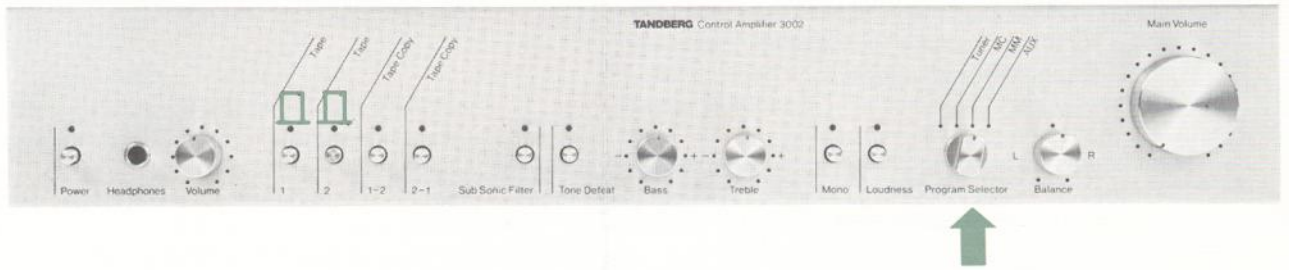 TANDBERG Control Amplifier 3002
Main Volume
Tape
Tape
Tape Copy
Tape Copy
Tuner
MC
MM
AUX
L
R
- + - +
Power
Headphones
Volume
1
2
1-2
2-1
Sub Sonic Filter
Tone Defeat
Bass
Treble
Mono
Loudness
Program Selector
Balance